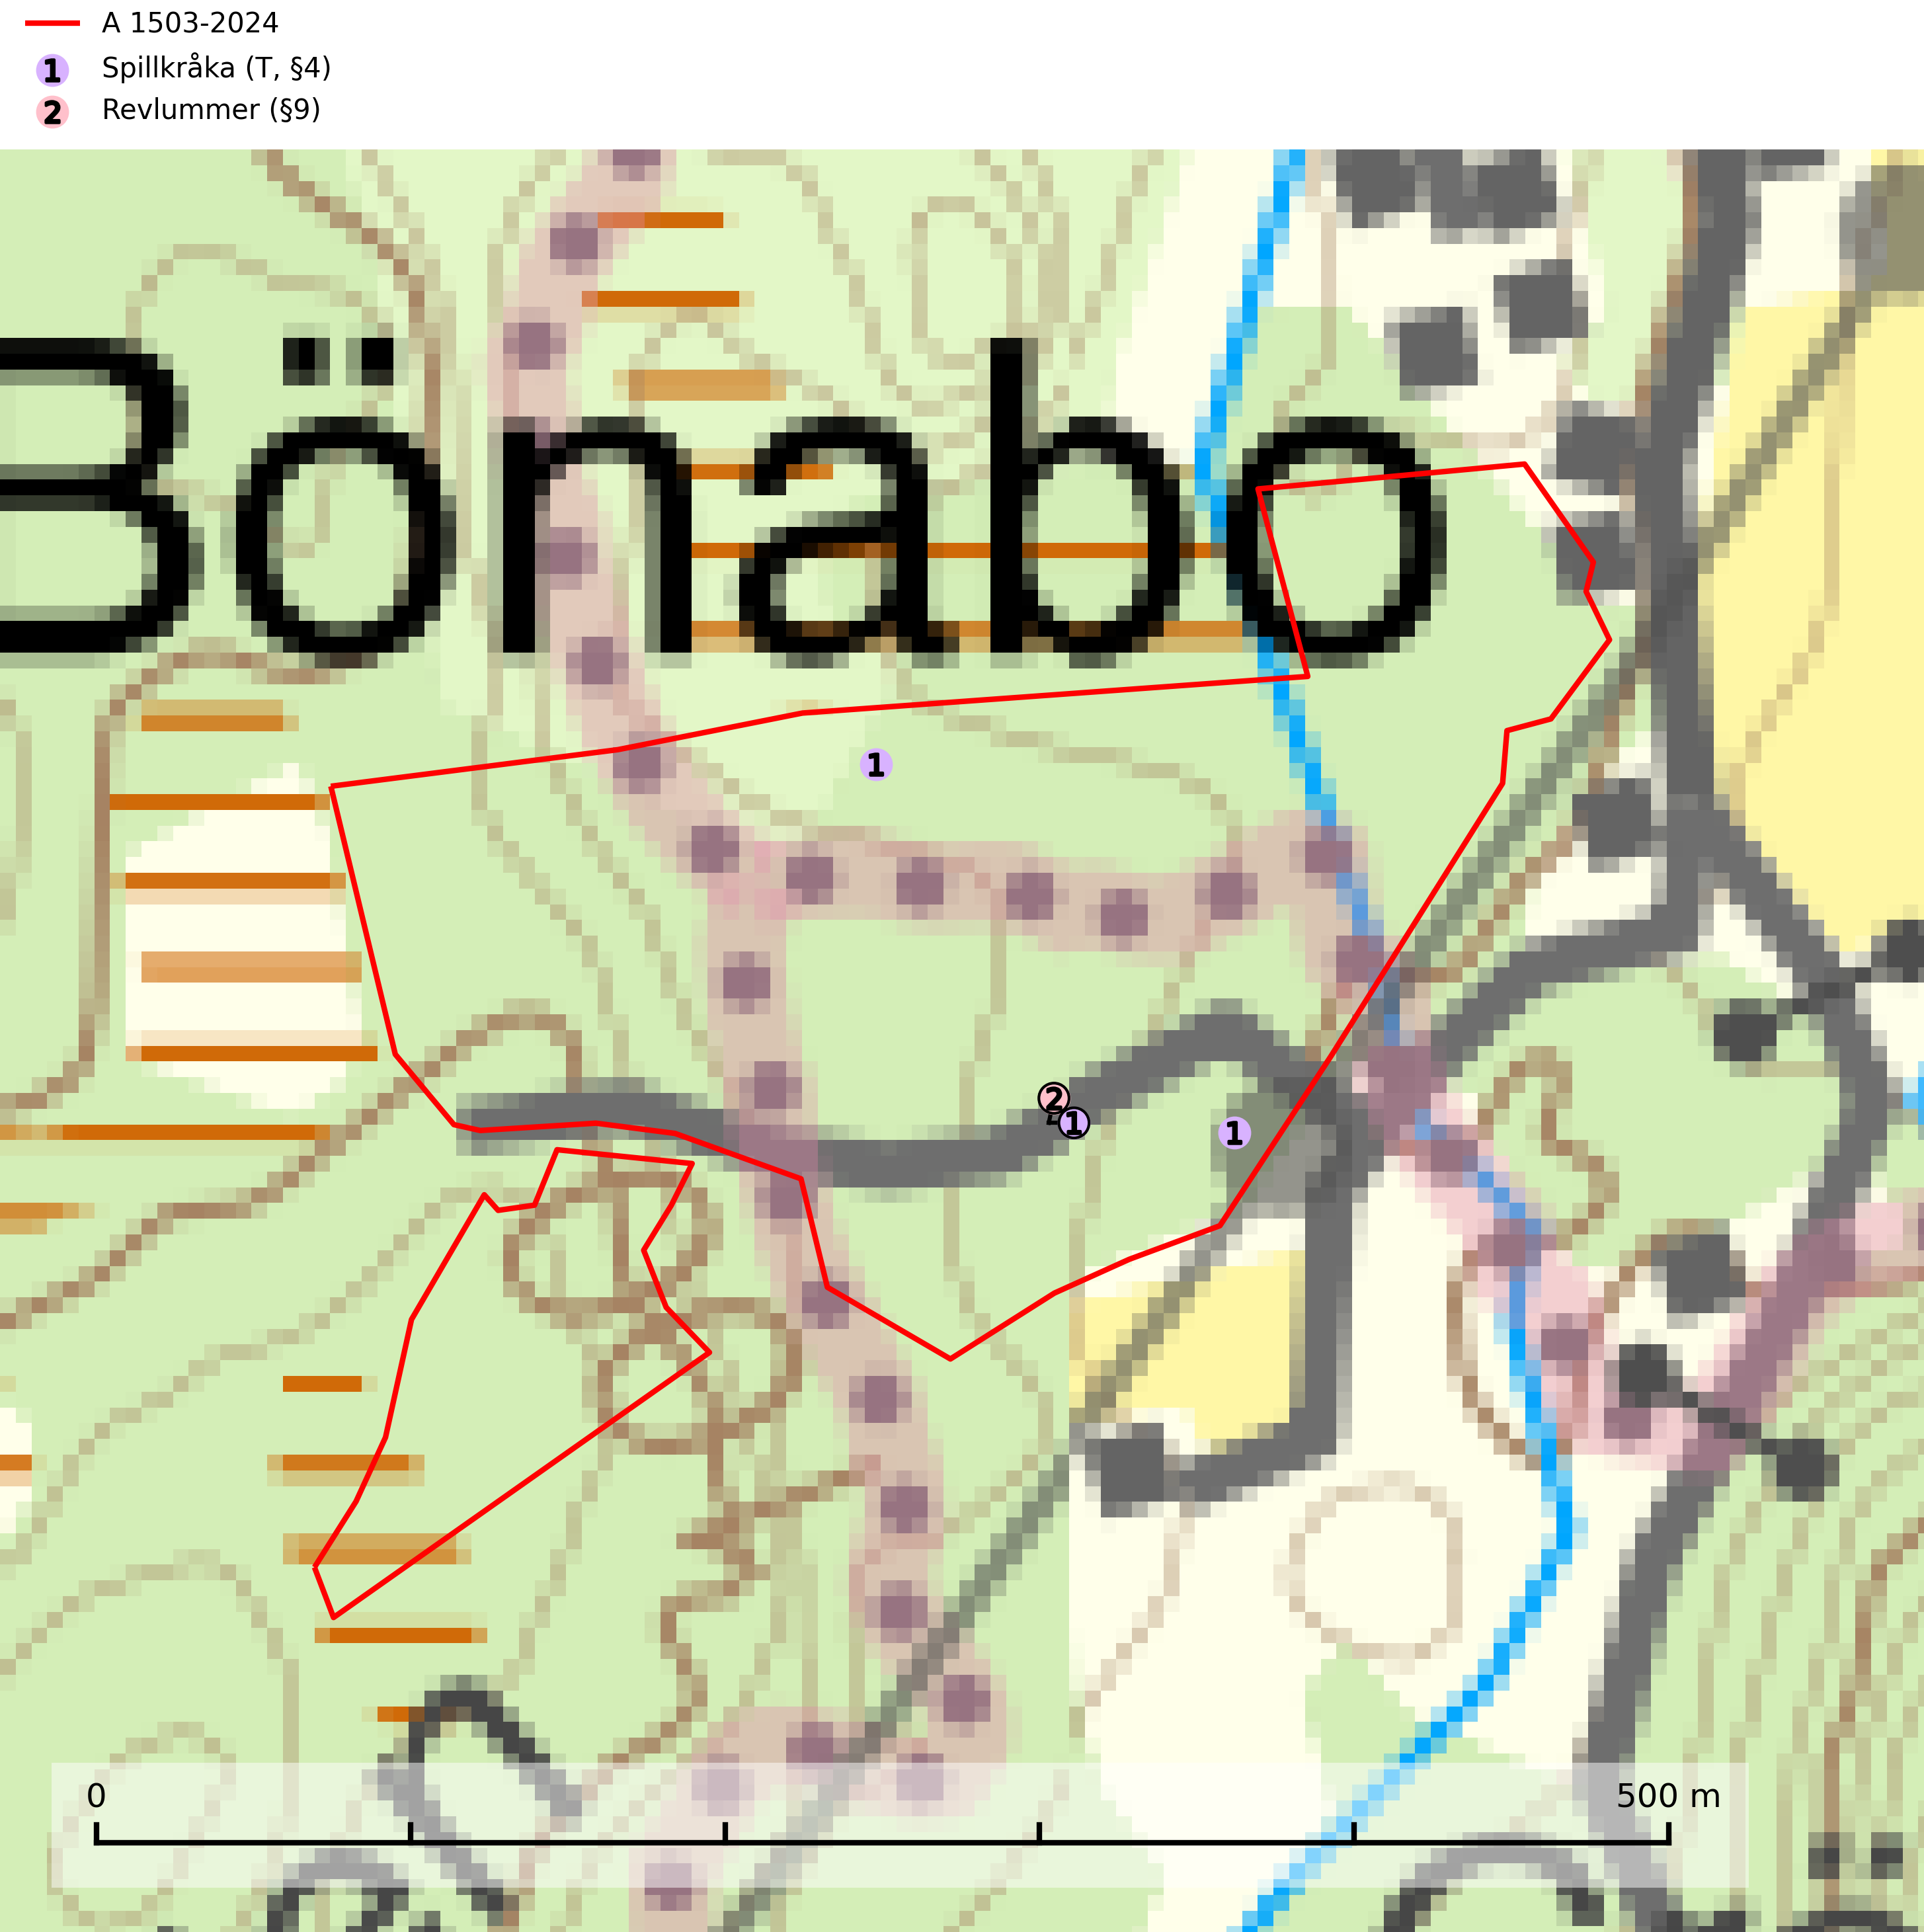 A 1503-2024
1 Spillkråka (T, §4)
2 Revlummer (§9)
Bönabo
1
2
1
1
0 500 m